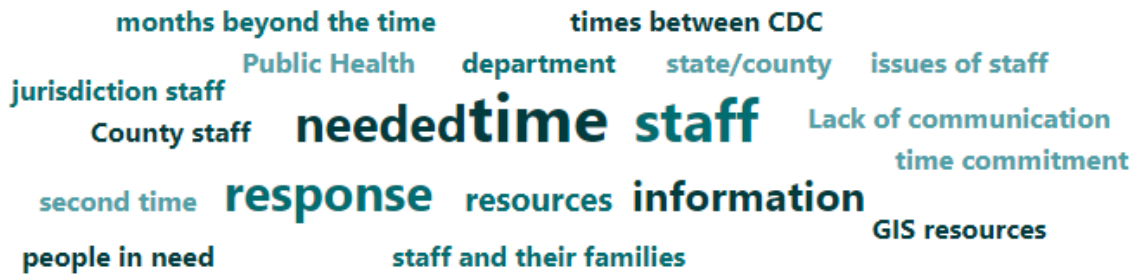 months beyond the time times between CDC
Public Health department state/county issues of staff
jurisdiction staff
County staff needed time staff Lack of communication
time commitment
second time response resources information
GIS resources
people in need staff and their families